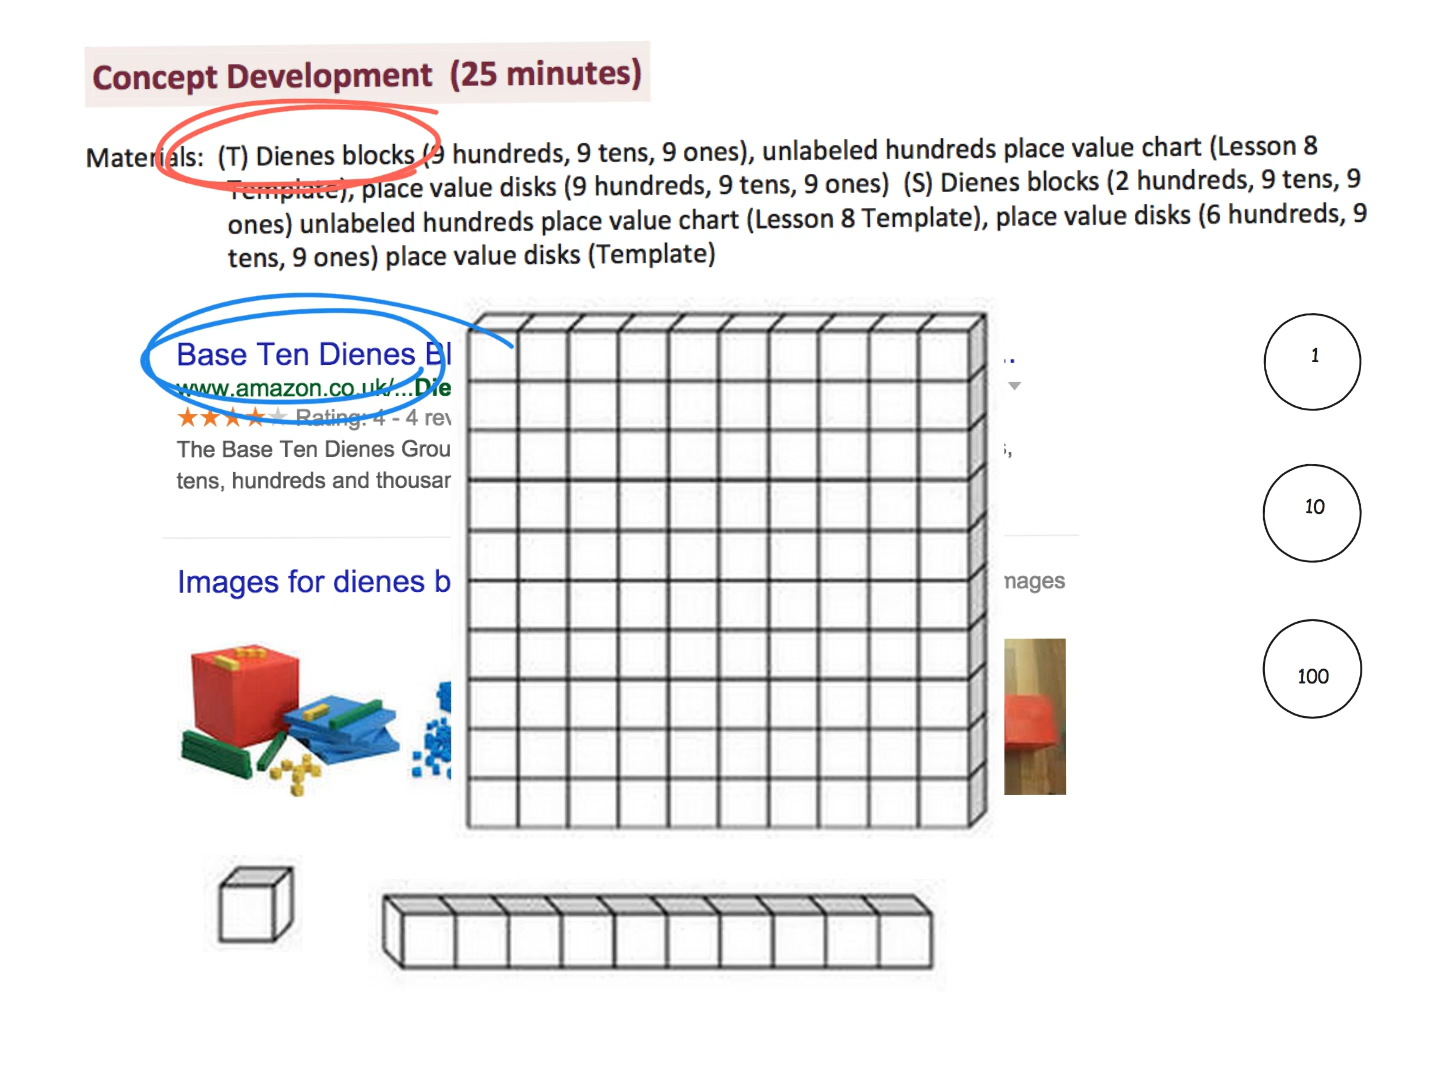 Concept Development (25 minutes)
Materials: (T) Dienes blocks (9 hundreds, 9 tens, 9 ones), unlabeled hundreds place value chart (Lesson 8
Template), place value disks (9 hundreds, 9 tens, 9 ones) (S) Dienes blocks (2 hundreds, 9 tens, 9
ones) unlabeled hundreds place value chart (Lesson 8 Template), place value disks (6 hundreds, 9
tens, 9 ones) place value disks (Template)
Base Ten Dienes Bl ..
www.amazon.co.uk/...Die
Rating: 4 - 4 rev
The Base Ten Dienes Grou
tens, hundreds and thousan
Images for dienes b mages
1
10
100